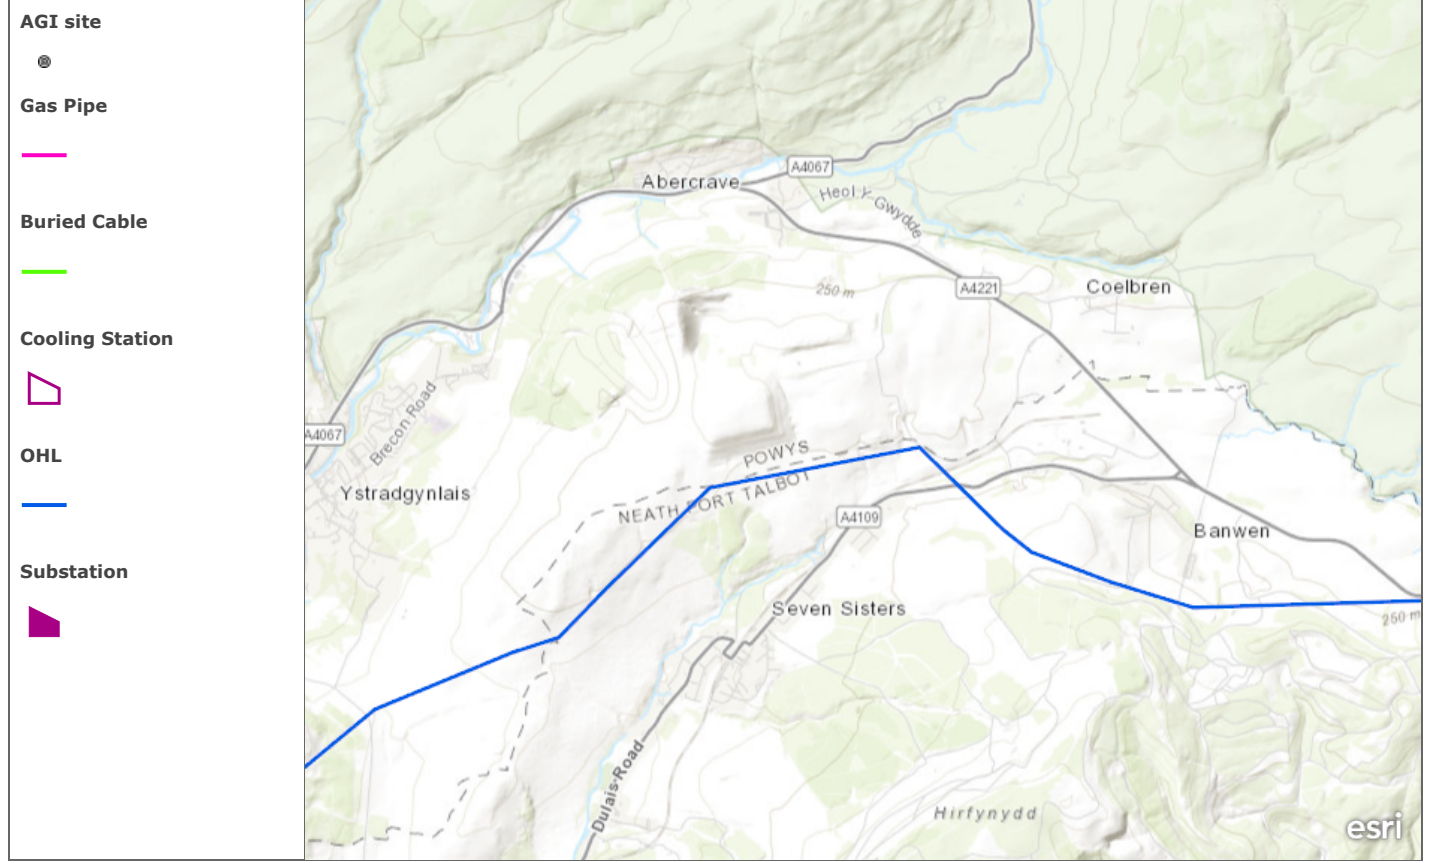 AGI site
Gas Pipe
Buried Cable
Cooling Station
OHL
Substation
A4067
Abercrave
Heol Y Gwydde
A4221
Coelbren
250 m
Brecon Road
A4067
Ystradgynlais
POWYS
NEATH PORT TALBOT
A4109
Banwen
Seven Sisters
250 m
Dulais Road
Hirfynydd
esri